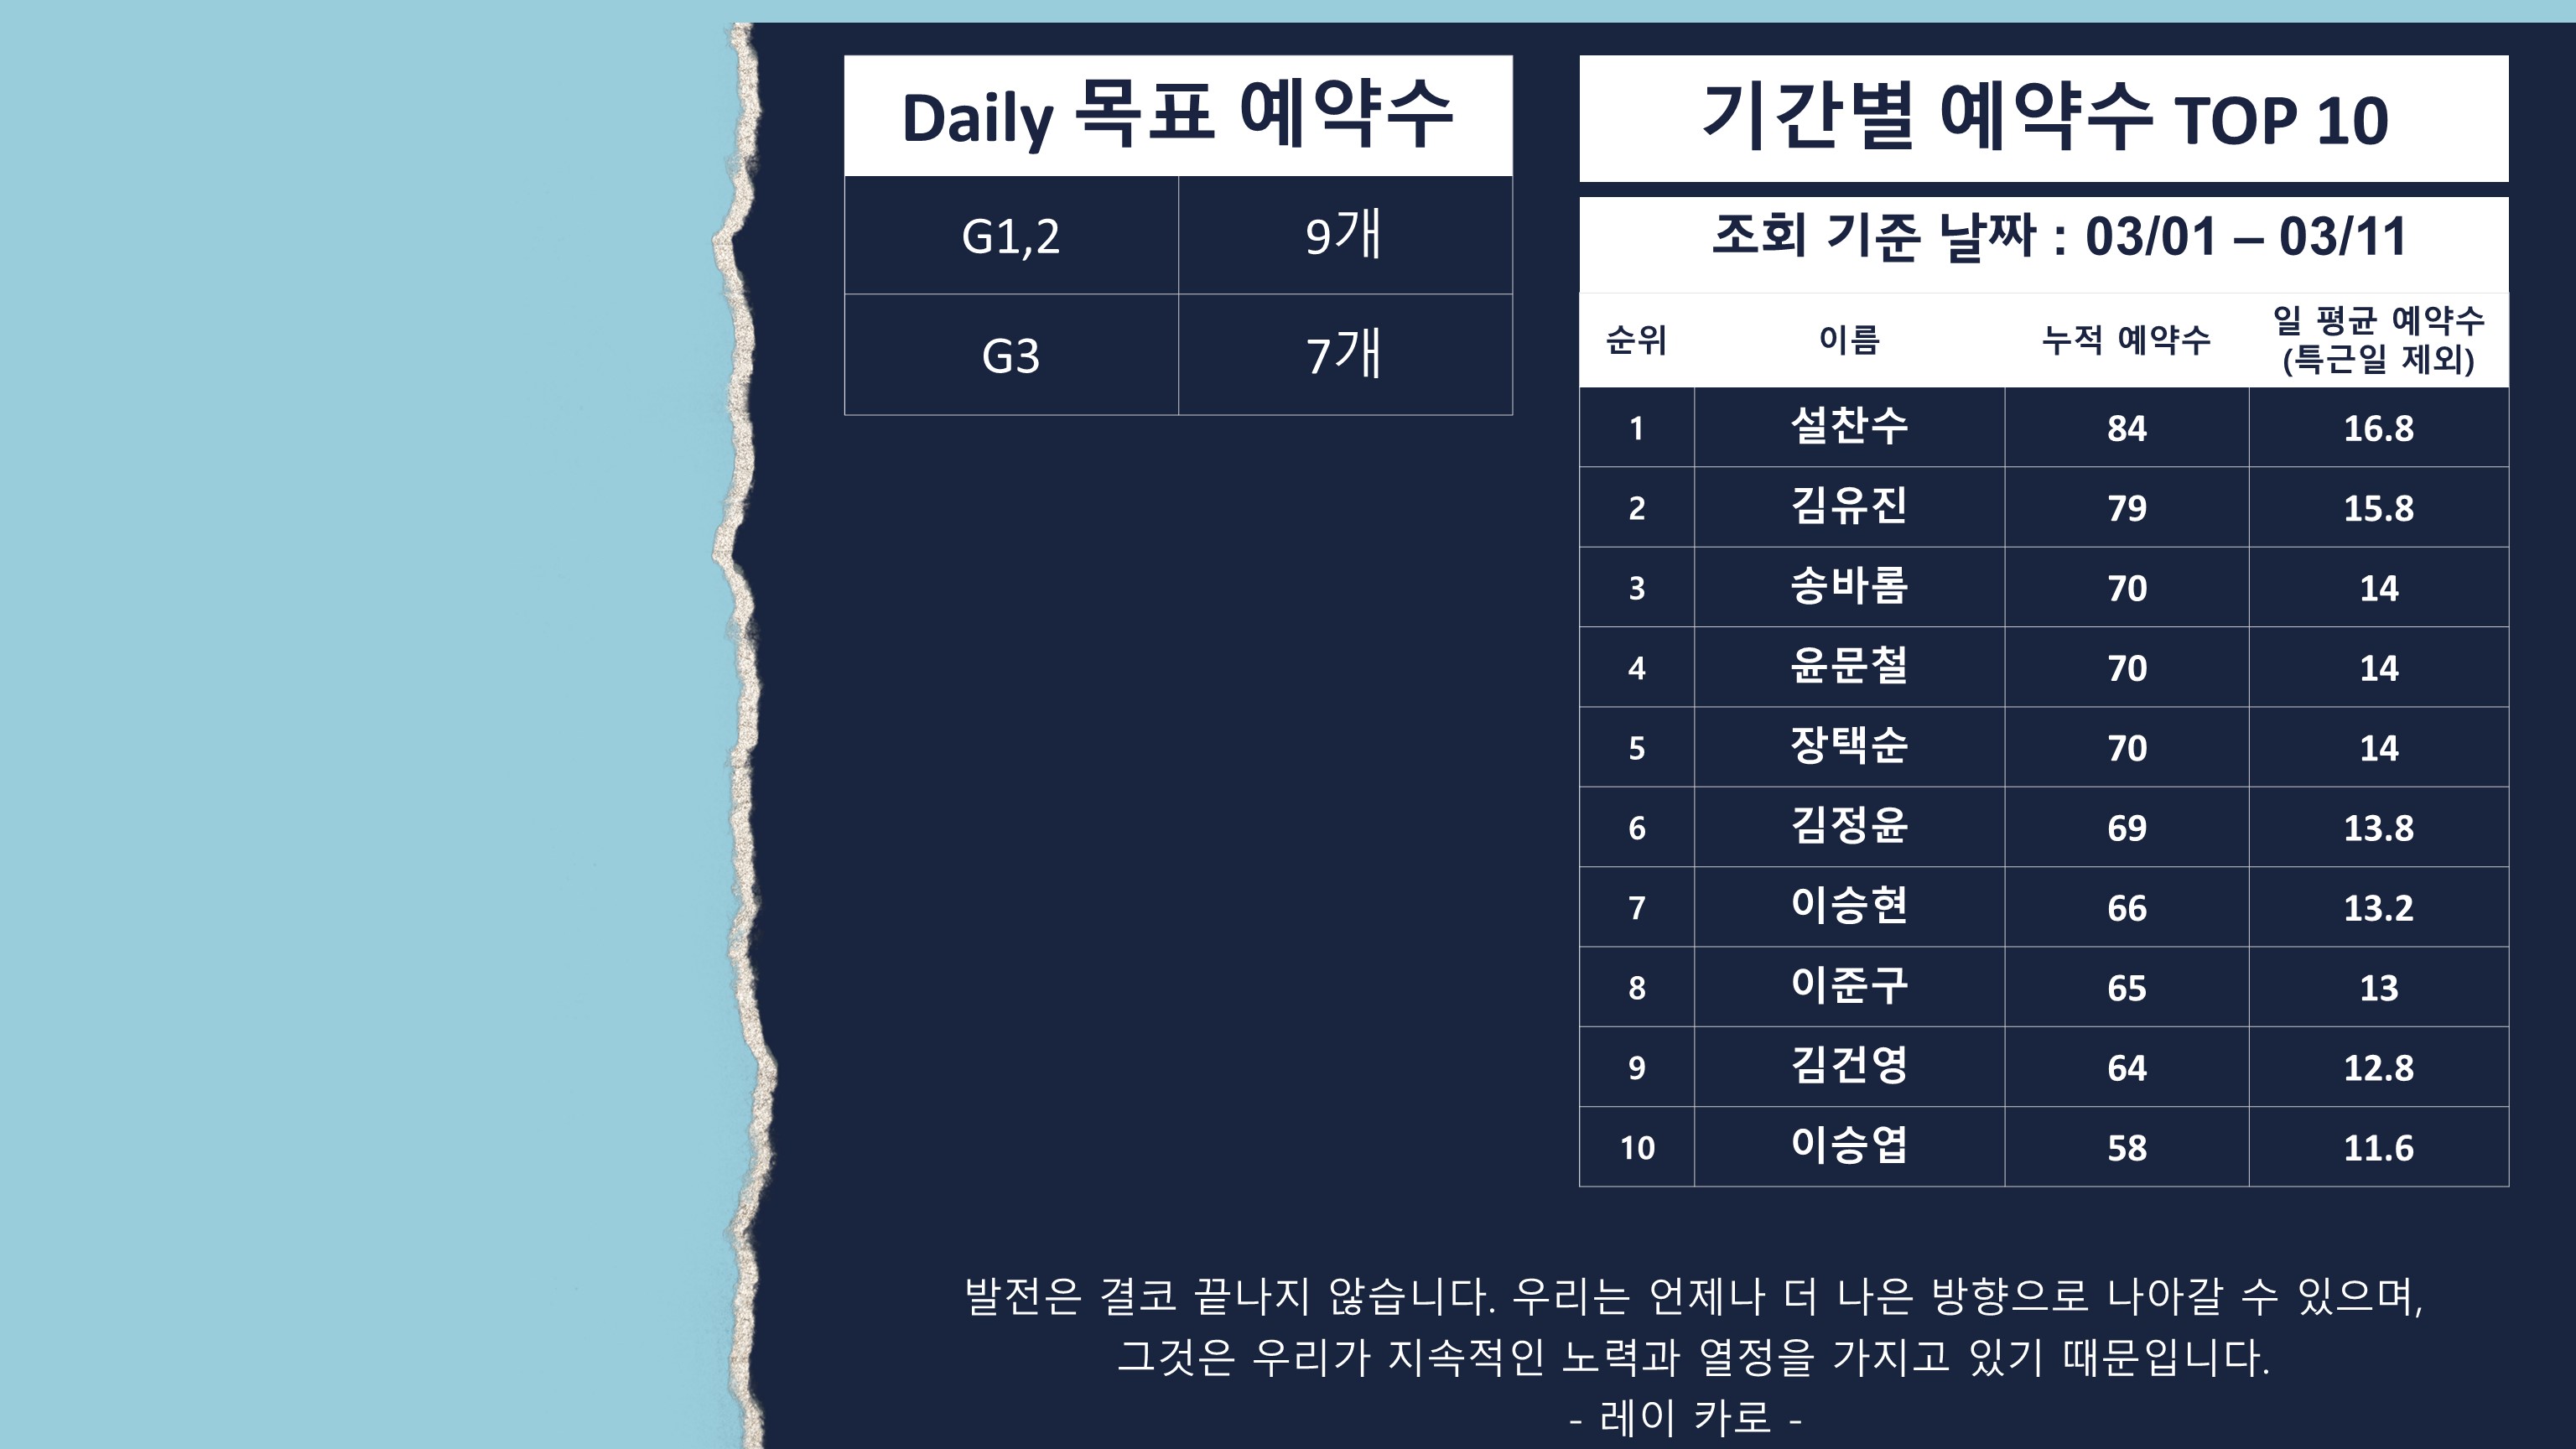 Daily 목표 예약수
G1,2 9개
G3 7개
기간별 예약수 TOP 10
조회 기준 날짜 : 03/01 – 03/11
순위 이름 누적 예약수 일 평균 예약수
(특근일 제외)
1 설찬수 84 16.8
2 김유진 79 15.8
3 송바롬 70 14
4 윤문철 70 14
5 장택순 70 14
6 김정윤 69 13.8
7 이승현 66 13.2
8 이준구 65 13
9 김건영 64 12.8
10 이승엽 58 11.6
발전은 결코 끝나지 않습니다. 우리는 언제나 더 나은 방향으로 나아갈 수 있으며,
그것은 우리가 지속적인 노력과 열정을 가지고 있기 때문입니다.
- 레이 카로 -